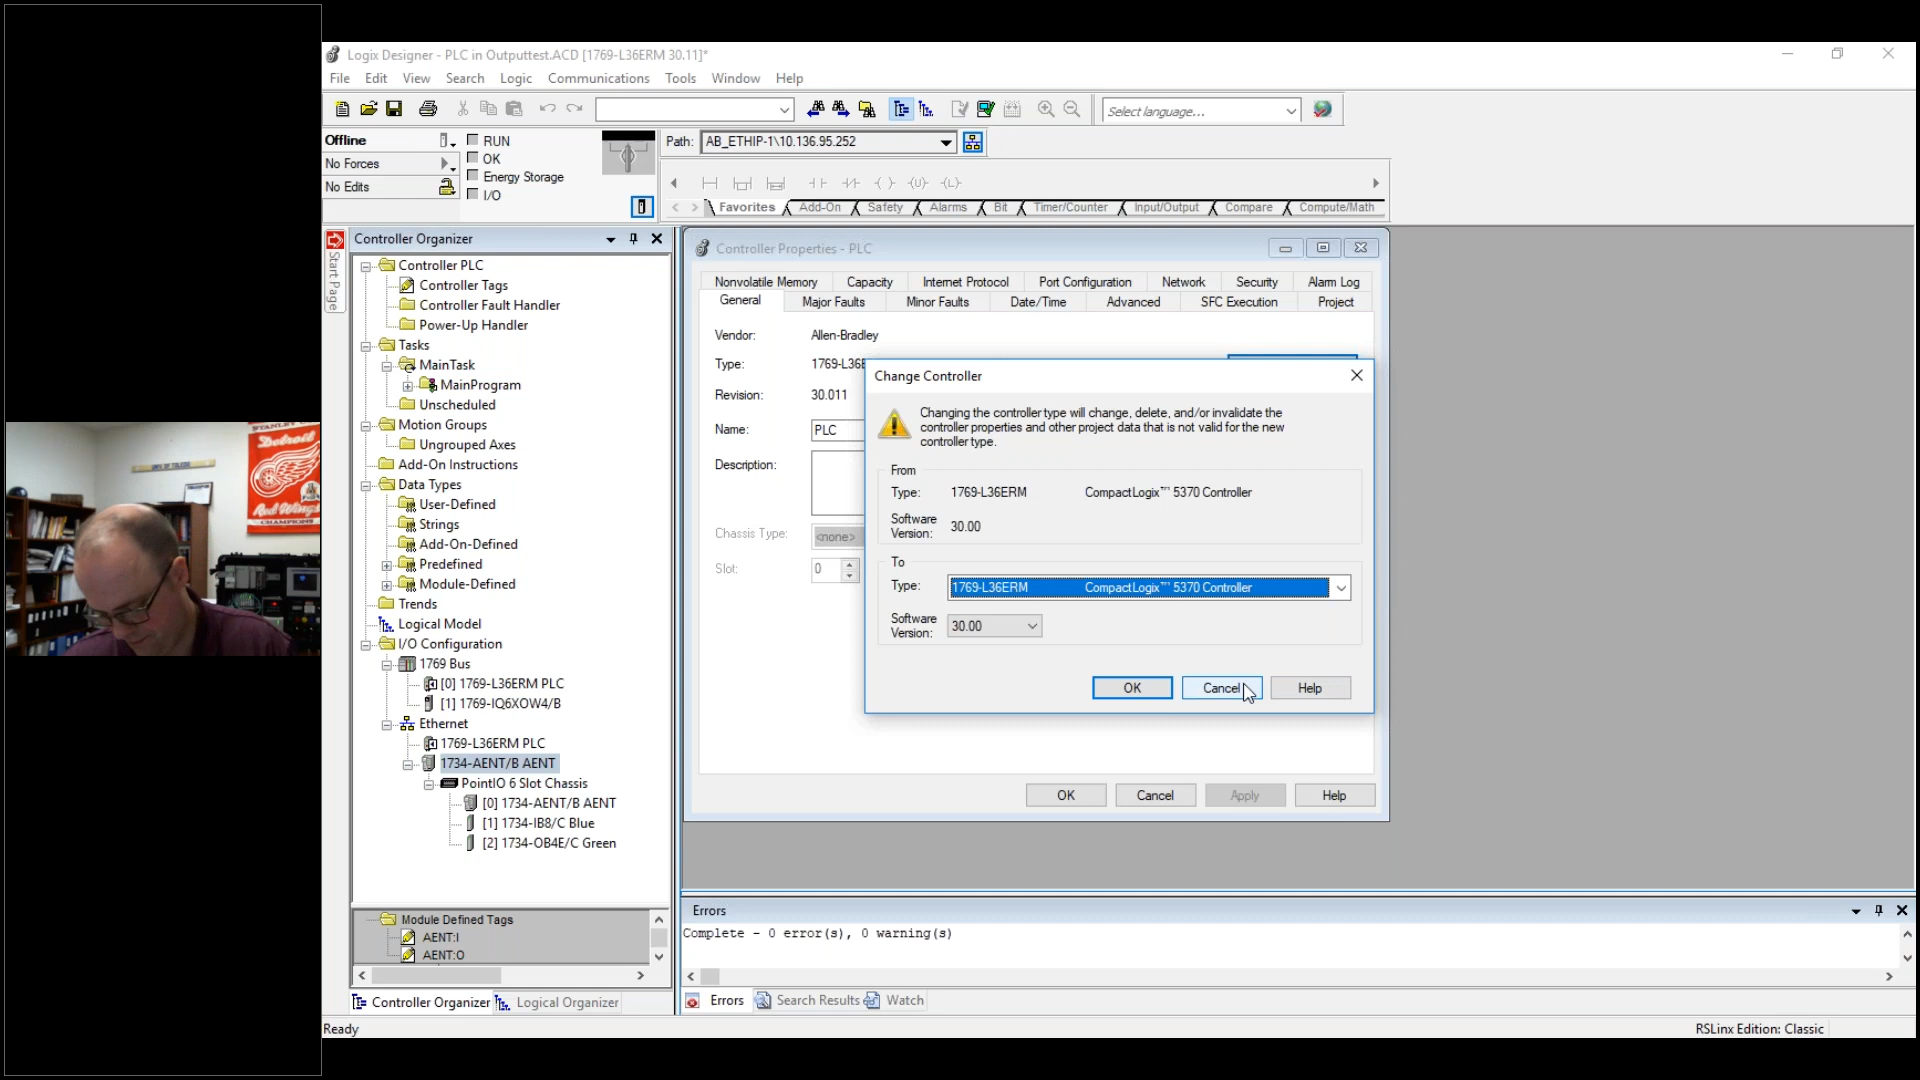 Logix Designer - PLC in Outputtest.ACD [1769-L36ERM 30.11]*
File Edit View Search Logic Communications Tools Window Help
Select language...
Offline
No Forces
No Edits
RUN
OK
Energy Storage
I/O
Path: AB_ETHIP-1\10.136.95.252
Favorites Add-On Safety Alarms Bit Timer/Counter Input/Output Compare Compute/Math
Start Page
Controller Organizer
Controller PLC
Controller Tags
Controller Fault Handler
Power-Up Handler
Tasks
MainTask
MainProgram
Unscheduled
Motion Groups
Ungrouped Axes
Add-On Instructions
Data Types
User-Defined
Strings
Add-On-Defined
Predefined
Module-Defined
Trends
Logical Model
I/O Configuration
1769 Bus
[0] 1769-L36ERM PLC
[1] 1769-IQ6XOW4/B
Ethernet
1769-L36ERM PLC
1734-AENT/B AENT
PointIO 6 Slot Chassis
[0] 1734-AENT/B AENT
[1] 1734-IB8/C Blue
[2] 1734-OB4E/C Green
Module Defined Tags
AENT:I
AENT:O
Controller Organizer Logical Organizer
Controller Properties - PLC
Nonvolatile Memory Capacity Internet Protocol Port Configuration Network Security Alarm Log
General Major Faults Minor Faults Date/Time Advanced SFC Execution Project
Vendor: Allen-Bradley
Type: 1769-L36E
Revision: 30.011
Name: PLC
Description:
Chassis Type: <none>
Slot: 0
Change Controller
Changing the controller type will change, delete, and/or invalidate the
controller properties and other project data that is not valid for the new
controller type.
From
Type: 1769-L36ERM CompactLogix™ 5370 Controller
Software
Version: 30.00
To
Type: 1769-L36ERM CompactLogix™ 5370 Controller
Software
Version: 30.00
OK Cancel Help
OK Cancel Apply Help
Errors
Complete - 0 error(s), 0 warning(s)
Errors Search Results Watch
Ready
RSLinx Edition: Classic
Detroit
Red Wings
CHAMPIONS